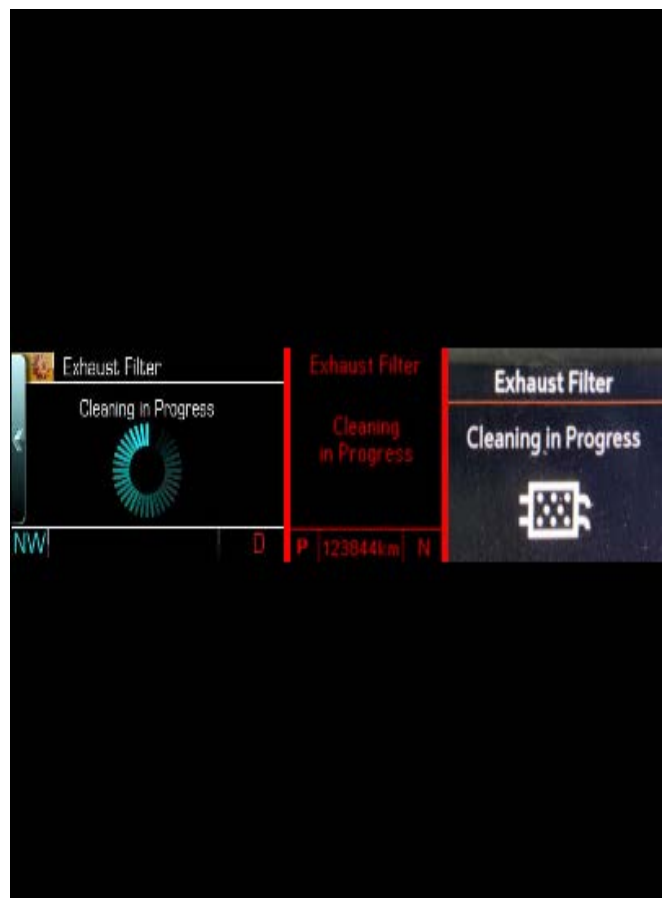 Exhaust Filter
Cleaning in Progress
NW
D
Exhaust Filter
Cleaning
in Progress
P 123844km N
Exhaust Filter
Cleaning in Progress